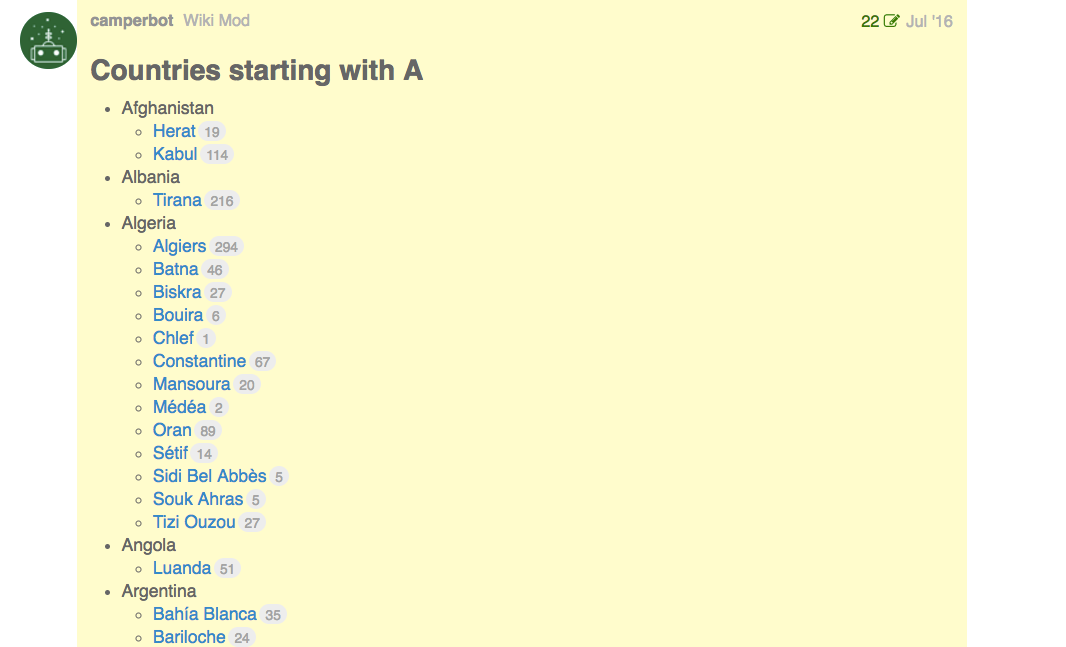 camperbot Wiki Mod 22 Jul '16
Countries starting with A
Afghanistan
Herat 19
Kabul 114
Albania
Tirana 216
Algeria
Algiers 294
Batna 46
Biskra 27
Bouira 6
Chlef 1
Constantine 67
Mansoura 20
Médéa 2
Oran 89
Sétif 14
Sidi Bel Abbès 5
Souk Ahras 5
Tizi Ouzou 27
Angola
Luanda 51
Argentina
Bahía Blanca 35
Bariloche 24